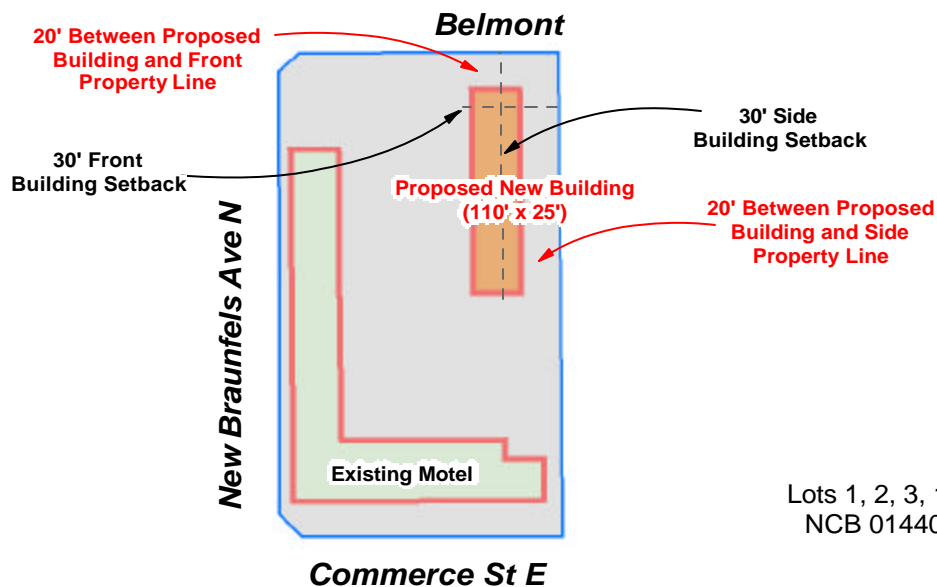 Belmont
20' Between Proposed
Building and Front
Property Line
30' Side
Building Setback
30' Front
Building Setback
Proposed New Building
(110' x 25')
20' Between Proposed
Building and Side
Property Line
New Braunfels Ave N
Existing Motel
Lots 1, 2, 3,
NCB 01440
Commerce St E